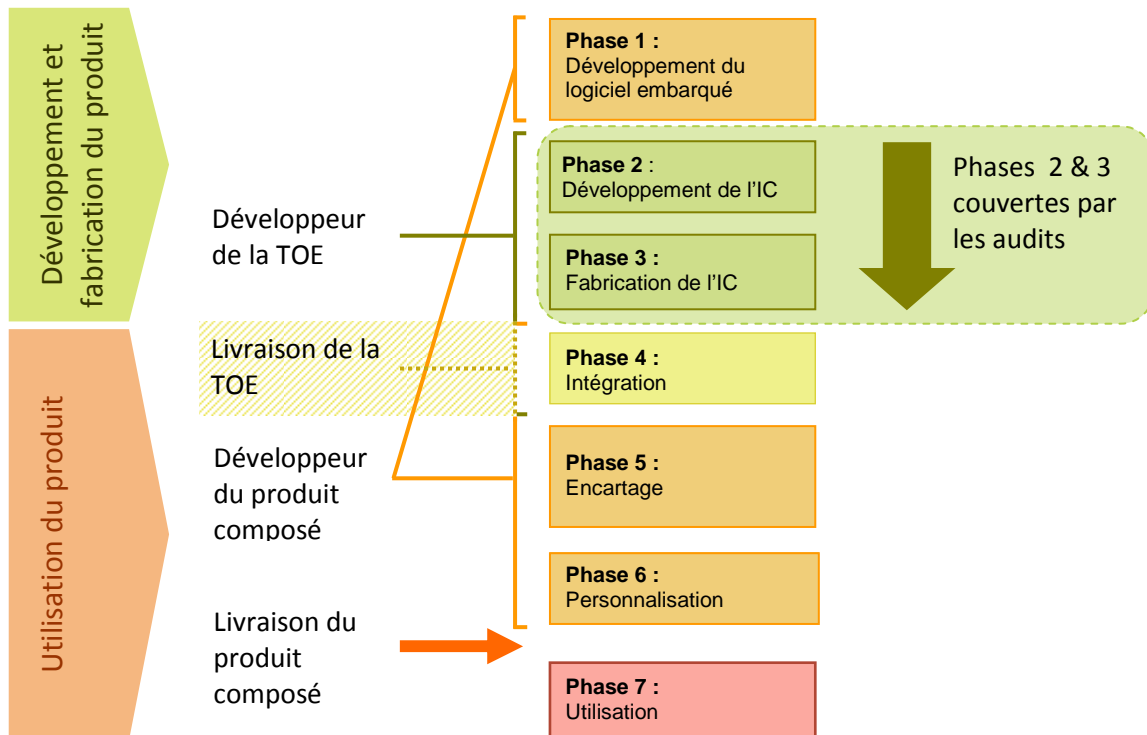 Développement et
fabrication du produit
Utilisation du produit
Développeur
de la TOE
Livraison de la
TOE
Développeur
du produit
composé
Livraison du
produit
composé
Phase 1 :
Développement du
logiciel embarqué
Phase 2 :
Développement de l'IC
Phase 3 :
Fabrication de l'IC
Phase 4 :
Intégration
Phase 5 :
Encartage
Phase 6 :
Personnalisation
Phase 7 :
Utilisation
Phases 2 & 3
couvertes par
les audits